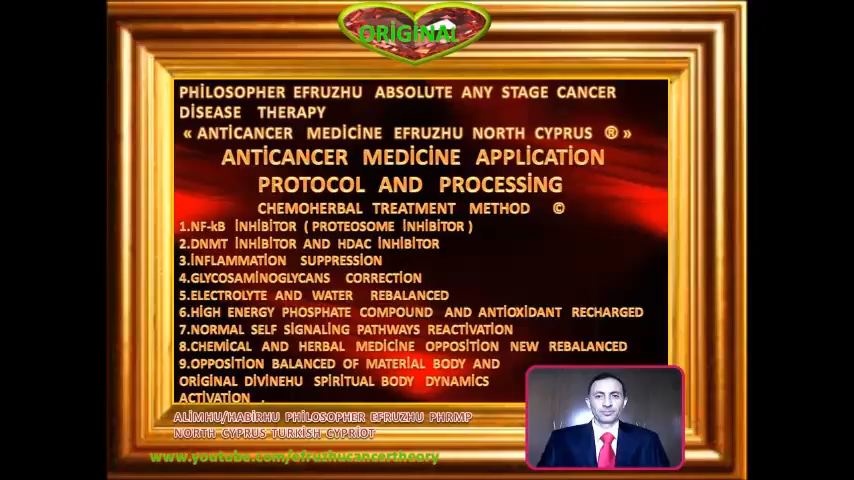 ORİGİNAL
PHİLOSOPHER EFRUZHU ABSOLUTE ANY STAGE CANCER
DİSEASE THERAPY
« ANTİCANCER MEDİCİNE EFRUZHU NORTH CYPRUS ® »
ANTİCANCER MEDİCİNE APPLİCATİON
PROTOCOL AND PROCESSİNG
CHEMOHERBAL TREATMENT METHOD ©
1.NF-kB İNHİBİTOR ( PROTEOSOME İNHİBİTOR )
2.DNMT İNHİBİTOR AND HDAC İNHİBİTOR
3.İNFLAMMATİON SUPPRESSİON
4.GLYCOSAMİNOGLYCANS CORRECTİON
5.ELECTROLYTE AND WATER REBALANCED
6.HİGH ENERGY PHOSPHATE COMPOUND AND ANTİOXİDANT RECHARGED
7.NORMAL SELF SİGNALİNG PATHWAYS REACTİVATİON
8.CHEMİCAL AND HERBAL MEDİCİNE OPPOSİTİON NEW REBALANCED
9.OPPOSİTİON BALANCED OF MATERİAL BODY AND
ORİGİNAL DİVİNEHU SPİRİTUAL BODY DYNAMİCS
ACTİVATİON .
ALİMHU/HABİRHU PHİLOSOPHER EFRUZHU PHRMP
NORTH CYPRUS TURKİSH CYPRİOT
www.youtube.com/efruzhucancertheory